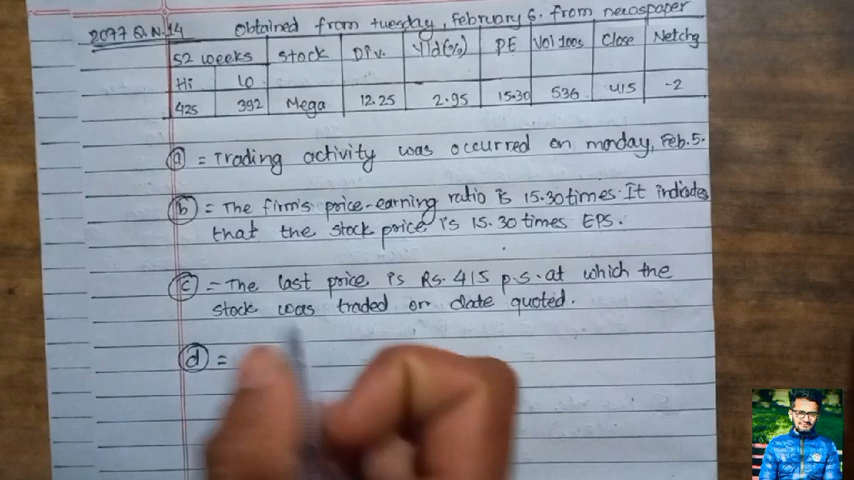 2077 Q.N.14 Obtained from tuesday, February 6. from newspaper
52 weeks Stock Div. Yld(%) PE Vol 100s Close Netchg
Hi Lo
425 392 Mega 12.25 2.95 15.30 536 415 -2
(a) = Trading activity was occurred on monday, Feb. 5.
(b) = The firm's price-earning ratio is 15.30 times. It indicates
that the stock price is 15.30 times EPS.
(c) = The last price is Rs. 415 p.s. at which the
stock was traded on date quoted.
(d) =